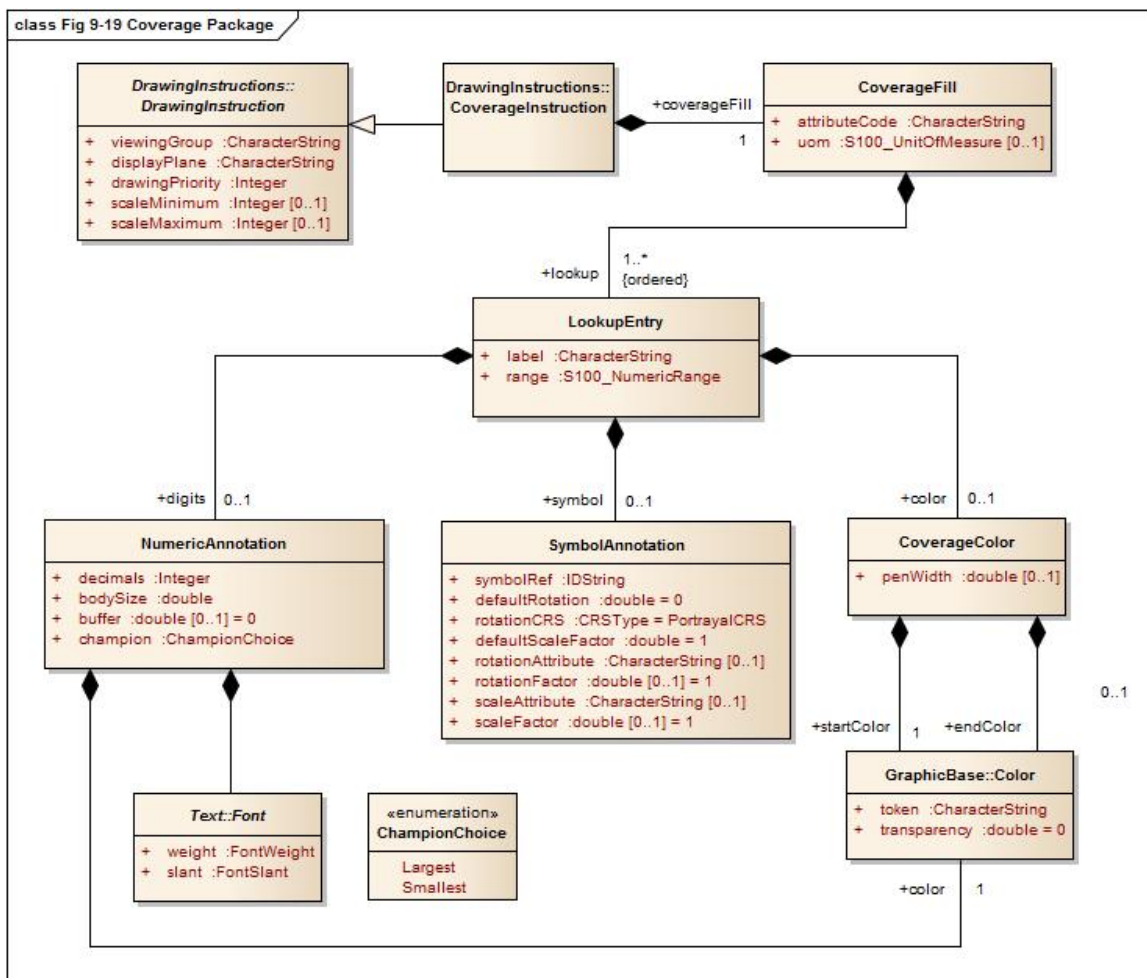 class Fig 9-19 Coverage Package
DrawingInstructions::
DrawingInstruction
+ viewingGroup :CharacterString
+ displayPlane :CharacterString
+ drawingPriority :Integer
+ scaleMinimum :Integer [0..1]
+ scaleMaximum :Integer [0..1]
DrawingInstructions::
CoverageInstruction
+coverageFill
1
CoverageFill
+ attributeCode :CharacterString
+ uom :S100_UnitOfMeasure [0..1]
+lookup
1..*
{ordered}
LookupEntry
+ label :CharacterString
+ range :S100_NumericRange
+digits
0..1
+symbol
0..1
+color
0..1
NumericAnnotation
+ decimals :Integer
+ bodySize :double
+ buffer :double [0..1] = 0
+ champion :ChampionChoice
SymbolAnnotation
+ symbolRef :IDString
+ defaultRotation :double = 0
+ rotationCRS :CRSType = PortrayalCRS
+ defaultScaleFactor :double = 1
+ rotationAttribute :CharacterString [0..1]
+ rotationFactor :double [0..1] = 1
+ scaleAttribute :CharacterString [0..1]
+ scaleFactor :double [0..1] = 1
CoverageColor
+ penWidth :double [0..1]
+startColor
1
+endColor
0..1
Text::Font
+ weight :FontWeight
+ slant :FontSlant
«enumeration»
ChampionChoice
Largest
Smallest
GraphicBase::Color
+ token :CharacterString
+ transparency :double = 0
+color
1